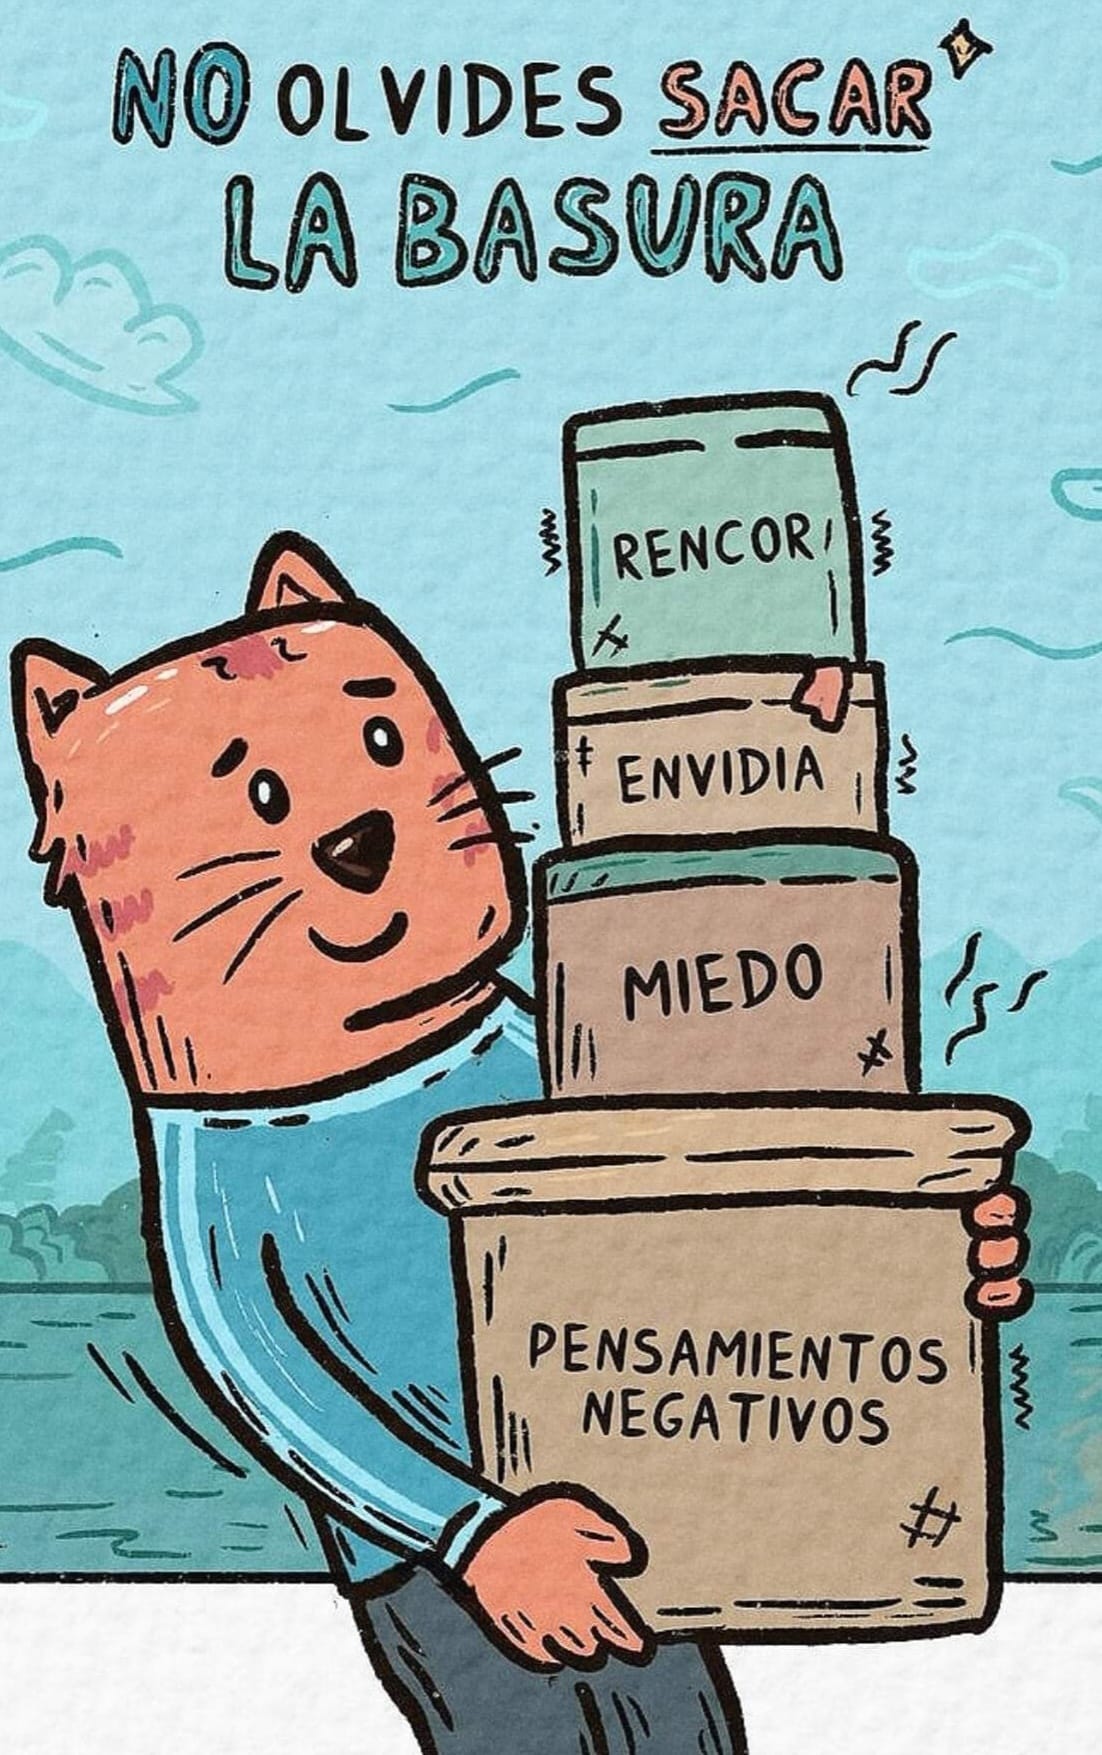 NO OLVIDES SACAR
LA BASURA
RENCOR
ENVIDIA
MIEDO
PENSAMIENTOS
NEGATIVOS